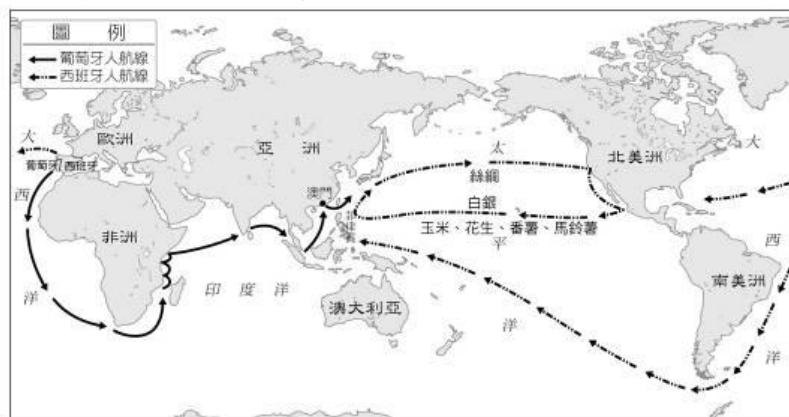 圖 例
葡萄牙人航線
西班牙人航線
大
西
洋
歐洲
葡萄牙
西班牙
非洲
亞洲
澳門
菲律賓
印度洋
澳大利亞
太
平
洋
絲綢
白銀
玉米、花生、番薯、馬鈴薯
北美洲
南美洲
大
西
洋